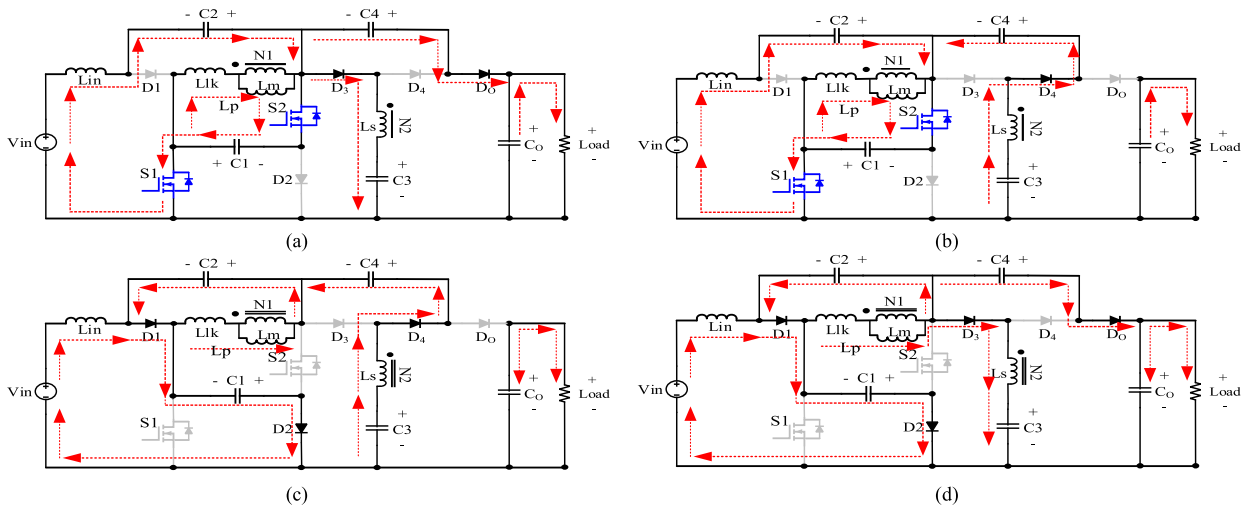 - C2 + - C4 +
N1
Lin D1 Llk Lm D3 D4 DO
Lp
S2
Ls N2
Vin + C1 - + CO - + Load -
S1 D2 + C3 -
(a)
- C2 + - C4 +
N1
Lin D1 Llk Lm D3 D4 DO
Lp
S2
Ls N2
Vin + C1 - + CO - + Load -
S1 D2 + C3 -
(b)
- C2 + - C4 +
N1
Lin D1 Llk Lm D3 D4 DO
Lp
S2
Ls N2
Vin - C1 + + CO - + Load -
S1 D2 + C3 -
(c)
- C2 + - C4 +
N1
Lin D1 Llk Lm D3 D4 DO
Lp
S2
Ls N2
Vin - C1 + + CO - + Load -
S1 D2 + C3 -
(d)